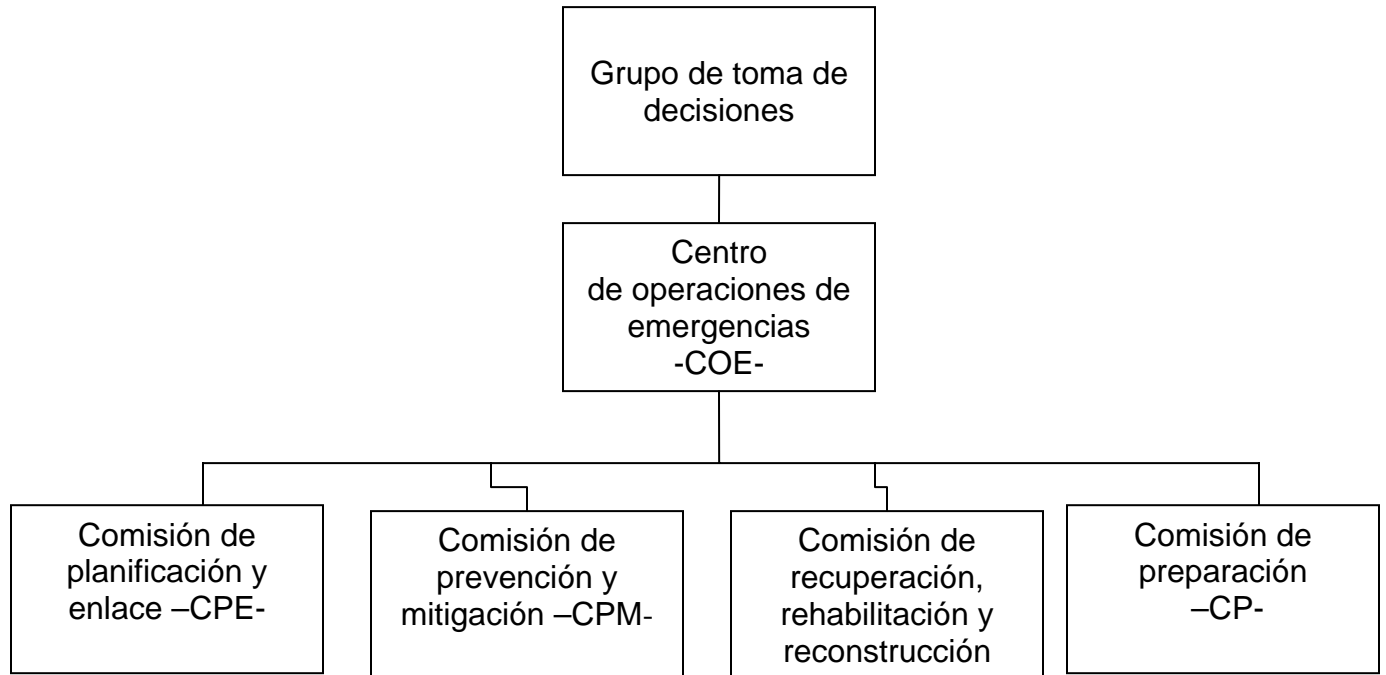 Grupo de toma de
decisiones
Centro
de operaciones de
emergencias
-COE-
Comisión de
planificación y
enlace –CPE-
Comisión de
prevención y
mitigación –CPM-
Comisión de
recuperación,
rehabilitación y
reconstrucción
Comisión de
preparación
–CP-